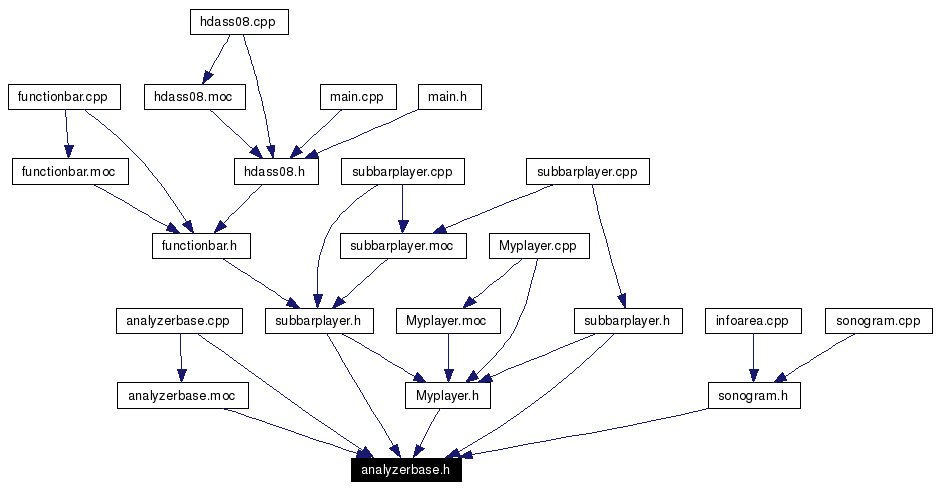 hdass08.cpp
functionbar.cpp
hdass08.moc
main.cpp
main.h
functionbar.moc
hdass08.h
subbarplayer.cpp
subbarplayer.cpp
functionbar.h
subbarplayer.moc
Myplayer.cpp
analyzerbase.cpp
subbarplayer.h
Myplayer.moc
subbarplayer.h
infoarea.cpp
sonogram.cpp
analyzerbase.moc
Myplayer.h
sonogram.h
analyzerbase.h